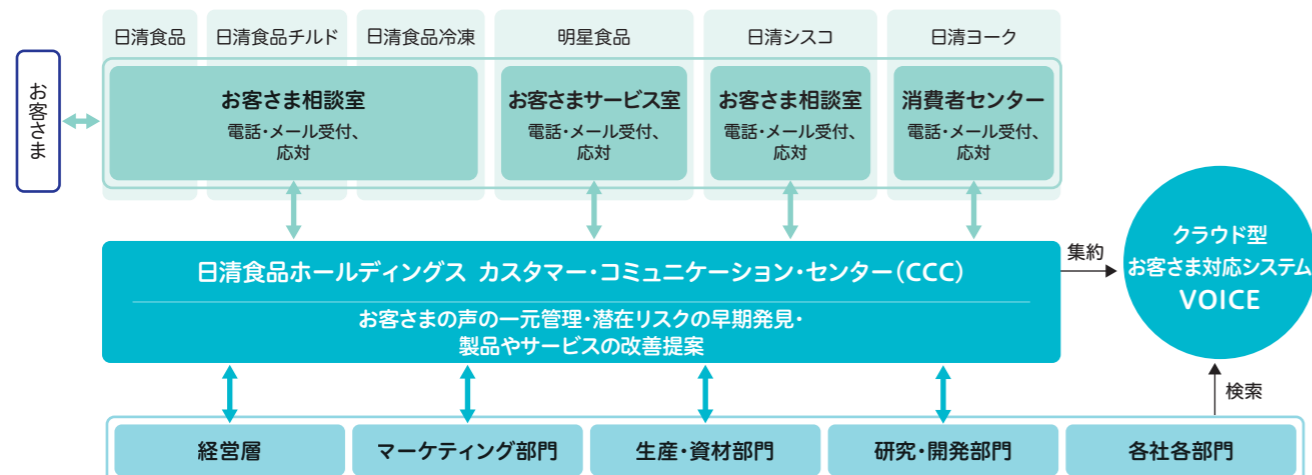 日清食品
日清食品チルド
日清食品冷凍
明星食品
日清シスコ
日清ヨーク
お客さま
お客さま相談室
電話・メール受付、
応対
お客さまサービス室
電話・メール受付、
応対
お客さま相談室
電話・メール受付、
応対
消費者センター
電話・メール受付、
応対
日清食品ホールディングス カスタマー・コミュニケーション・センター（CCC）
お客さまの声の一元管理・潜在リスクの早期発見・
製品やサービスの改善提案
集約
クラウド型
お客さま対応システム
VOICE
検索
経営層
マーケティング部門
生産・資材部門
研究・開発部門
各社各部門